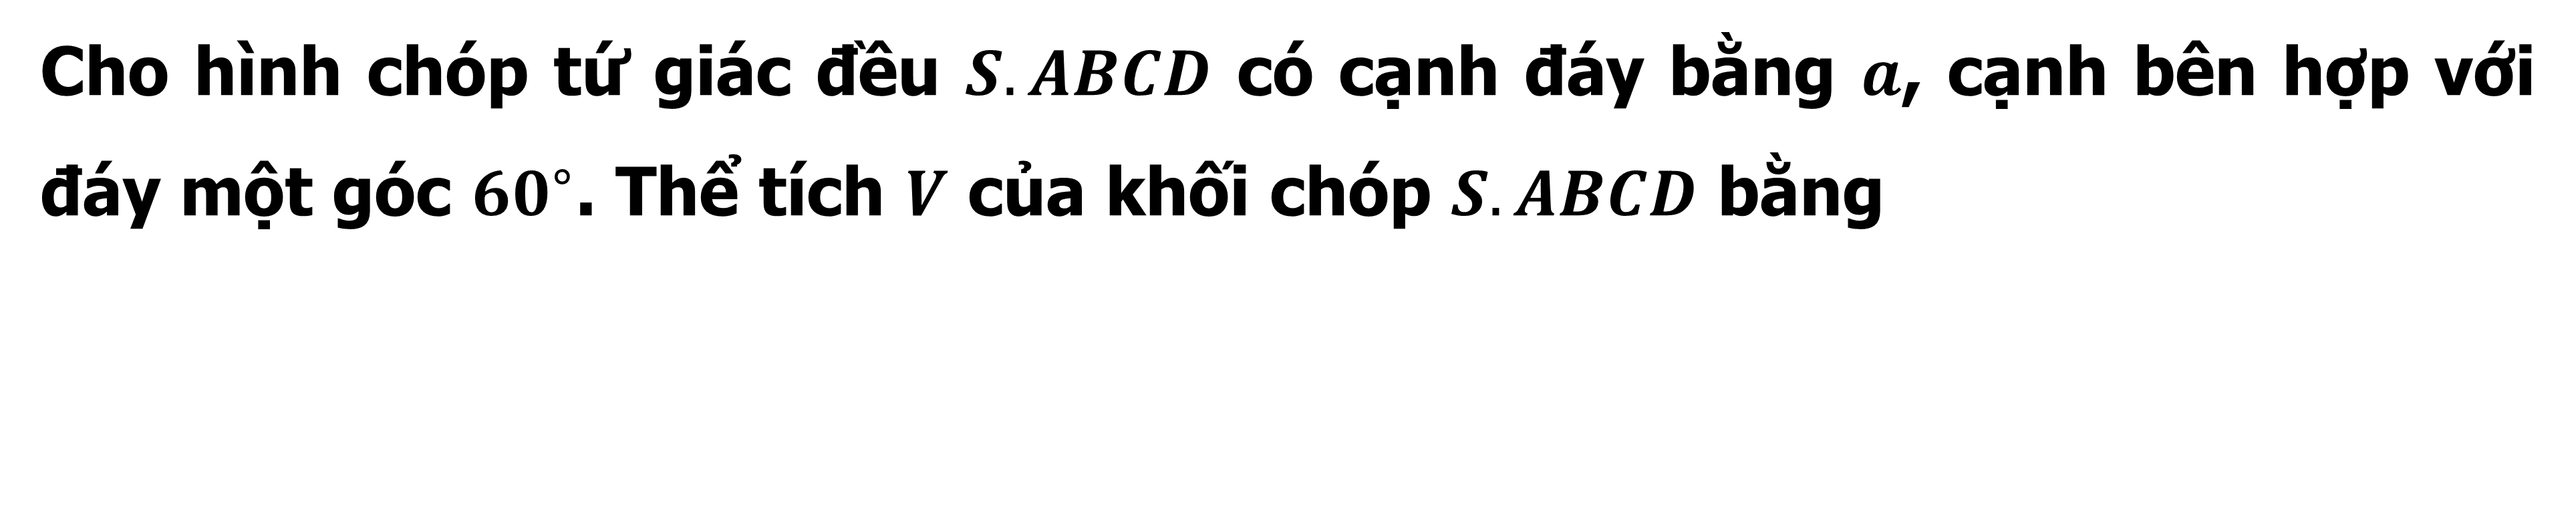 Cho hình chóp tứ giác đều S.ABCD có cạnh đáy bằng a, cạnh bên hợp với
đáy một góc 60°. Thể tích V của khối chóp S.ABCD bằng